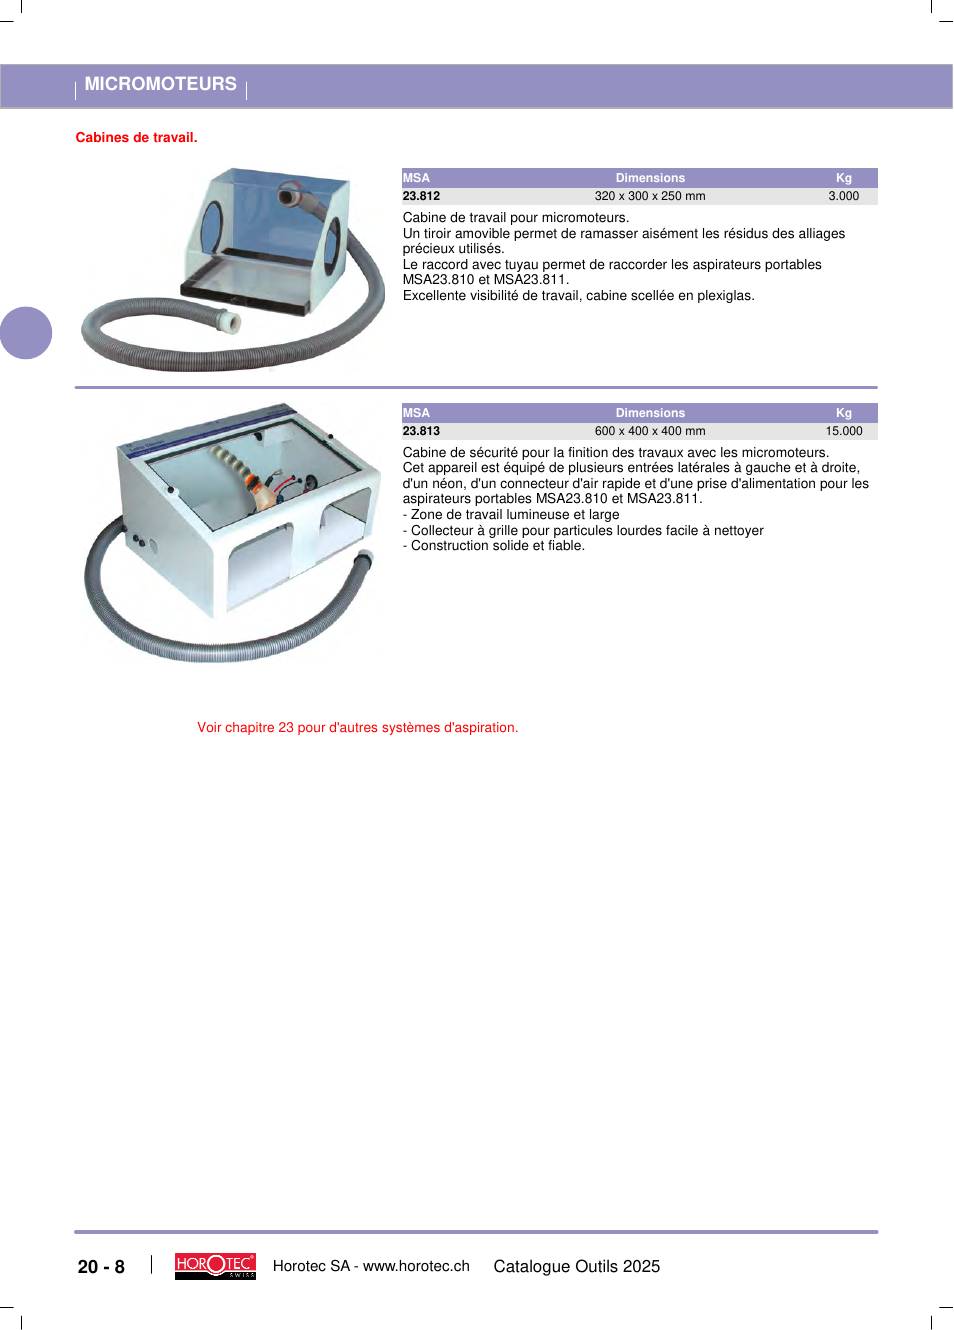 MICROMOTEURS
Cabines de travail.
MSA Dimensions Kg
23.812 320 x 300 x 250 mm 3.000
Cabine de travail pour micromoteurs.
Un tiroir amovible permet de ramasser aisément les résidus des alliages
précieux utilisés.
Le raccord avec tuyau permet de raccorder les aspirateurs portables
MSA23.810 et MSA23.811.
Excellente visibilité de travail, cabine scellée en plexiglas.
MSA Dimensions Kg
23.813 600 x 400 x 400 mm 15.000
Cabine de sécurité pour la finition des travaux avec les micromoteurs.
Cet appareil est équipé de plusieurs entrées latérales à gauche et à droite,
d'un néon, d'un connecteur d'air rapide et d'une prise d'alimentation pour les
aspirateurs portables MSA23.810 et MSA23.811.
- Zone de travail lumineuse et large
- Collecteur à grille pour particules lourdes facile à nettoyer
- Construction solide et fiable.
Voir chapitre 23 pour d'autres systèmes d'aspiration.
20 - 8 HOROTEC SWISS Horotec SA - www.horotec.ch Catalogue Outils 2025